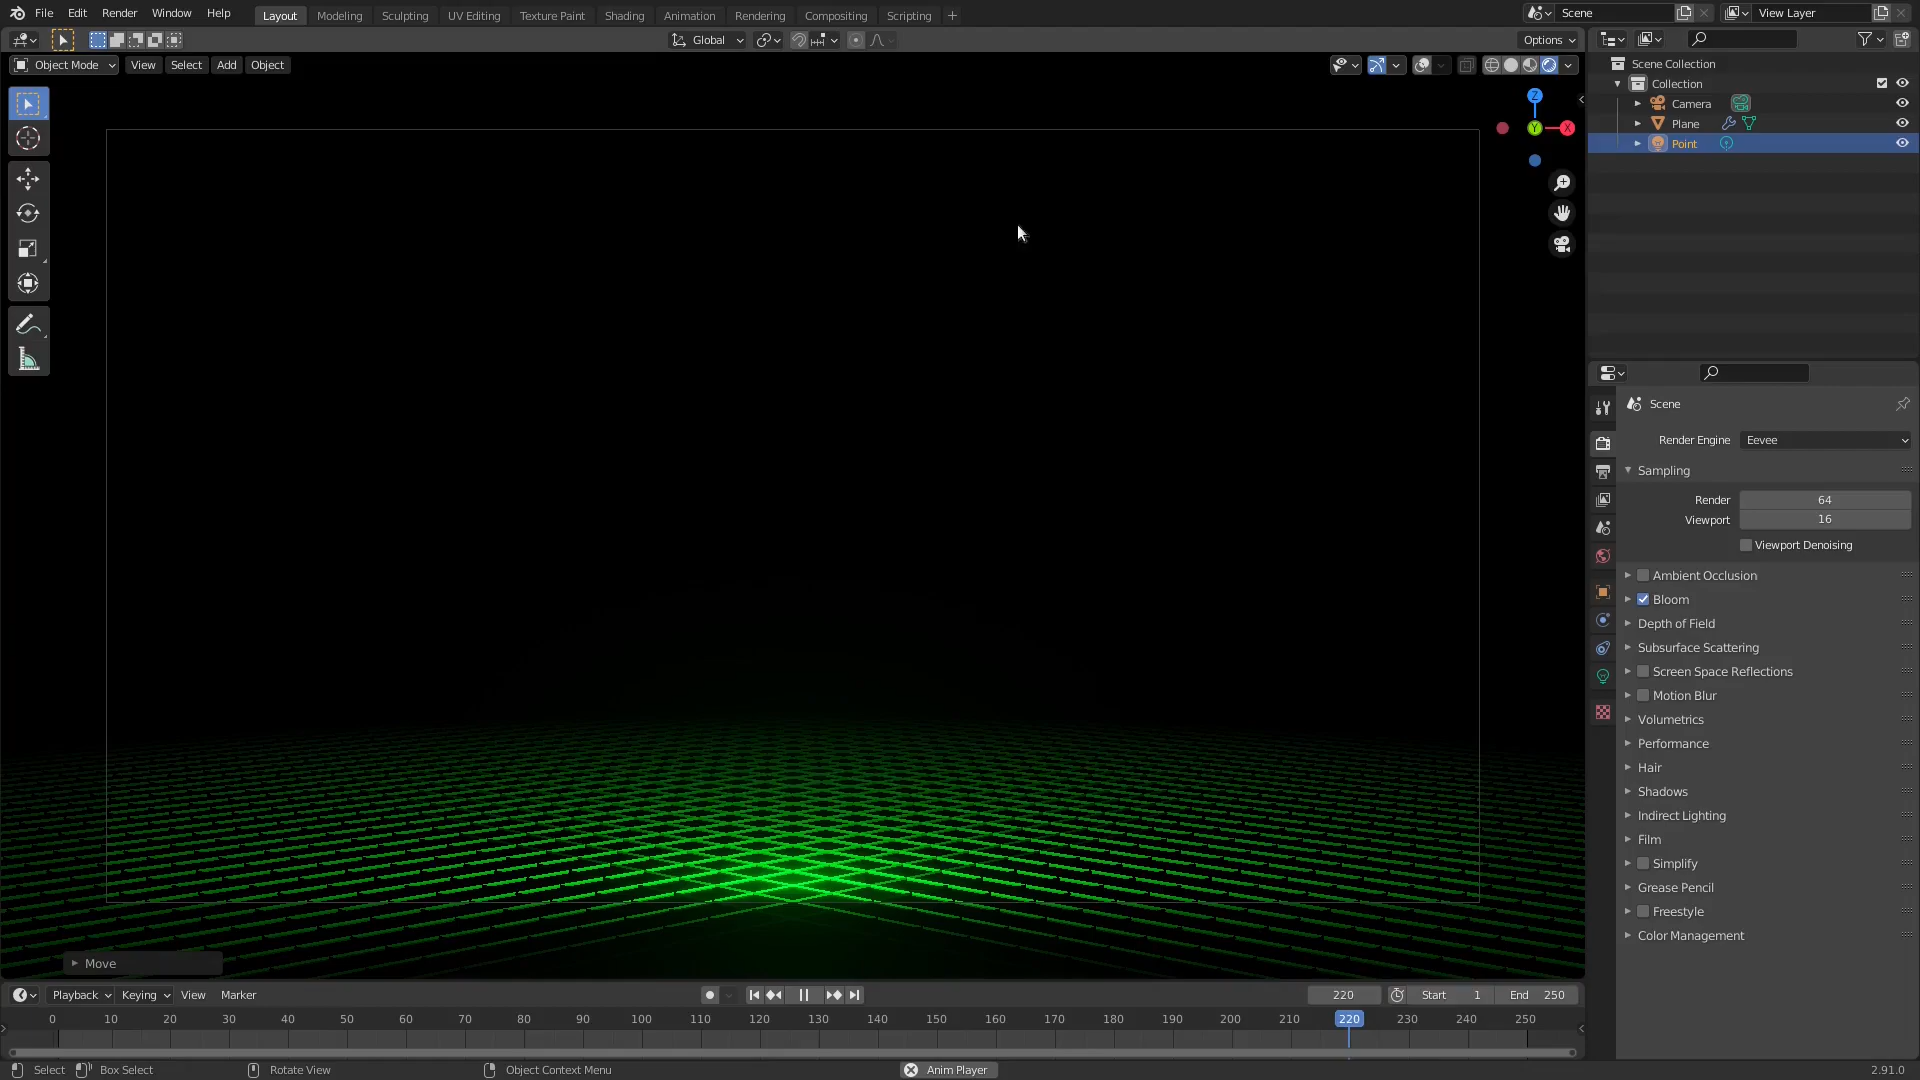 File Edit Render Window Help Layout Modeling Sculpting UV Editing Texture Paint Shading Animation Rendering Compositing Scripting + Scene View Layer
Global Options
Object Mode View Select Add Object
Z
Y X
Scene Collection
Collection
Camera
Plane
Point
Scene
Render Engine Eevee
Sampling
Render 64
Viewport 16
Viewport Denoising
Ambient Occlusion
Bloom
Depth of Field
Subsurface Scattering
Screen Space Reflections
Motion Blur
Volumetrics
Performance
Hair
Shadows
Indirect Lighting
Film
Simplify
Grease Pencil
Freestyle
Color Management
Move
Playback Keying View Marker 220 Start 1 End 250
0 10 20 30 40 50 60 70 80 90 100 110 120 130 140 150 160 170 180 190 200 210 220 230 240 250
Select Box Select Rotate View Object Context Menu Anim Player 2.91.0